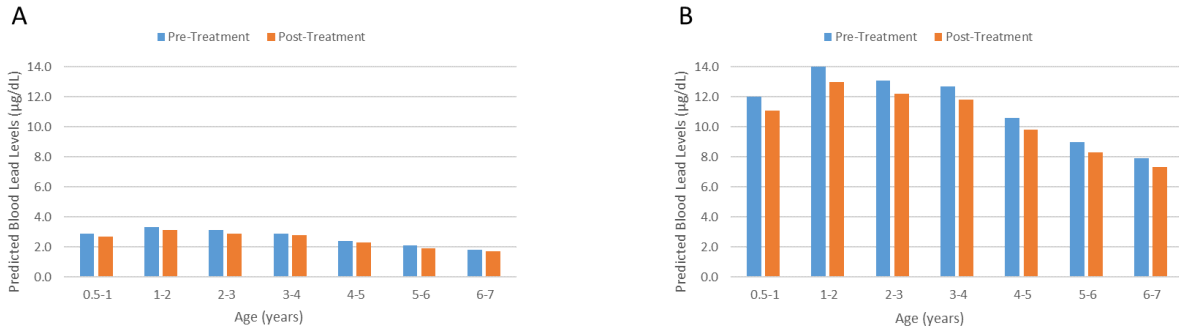 A
Pre-Treatment Post-Treatment
Predicted Blood Lead Levels (µg/dL)
14.0
12.0
10.0
8.0
6.0
4.0
2.0
0.0
0.5-1 1-2 2-3 3-4 4-5 5-6 6-7
Age (years)
B
Pre-Treatment Post-Treatment
Predicted Blood Lead Levels (µg/dL)
14.0
12.0
10.0
8.0
6.0
4.0
2.0
0.0
0.5-1 1-2 2-3 3-4 4-5 5-6 6-7
Age (years)